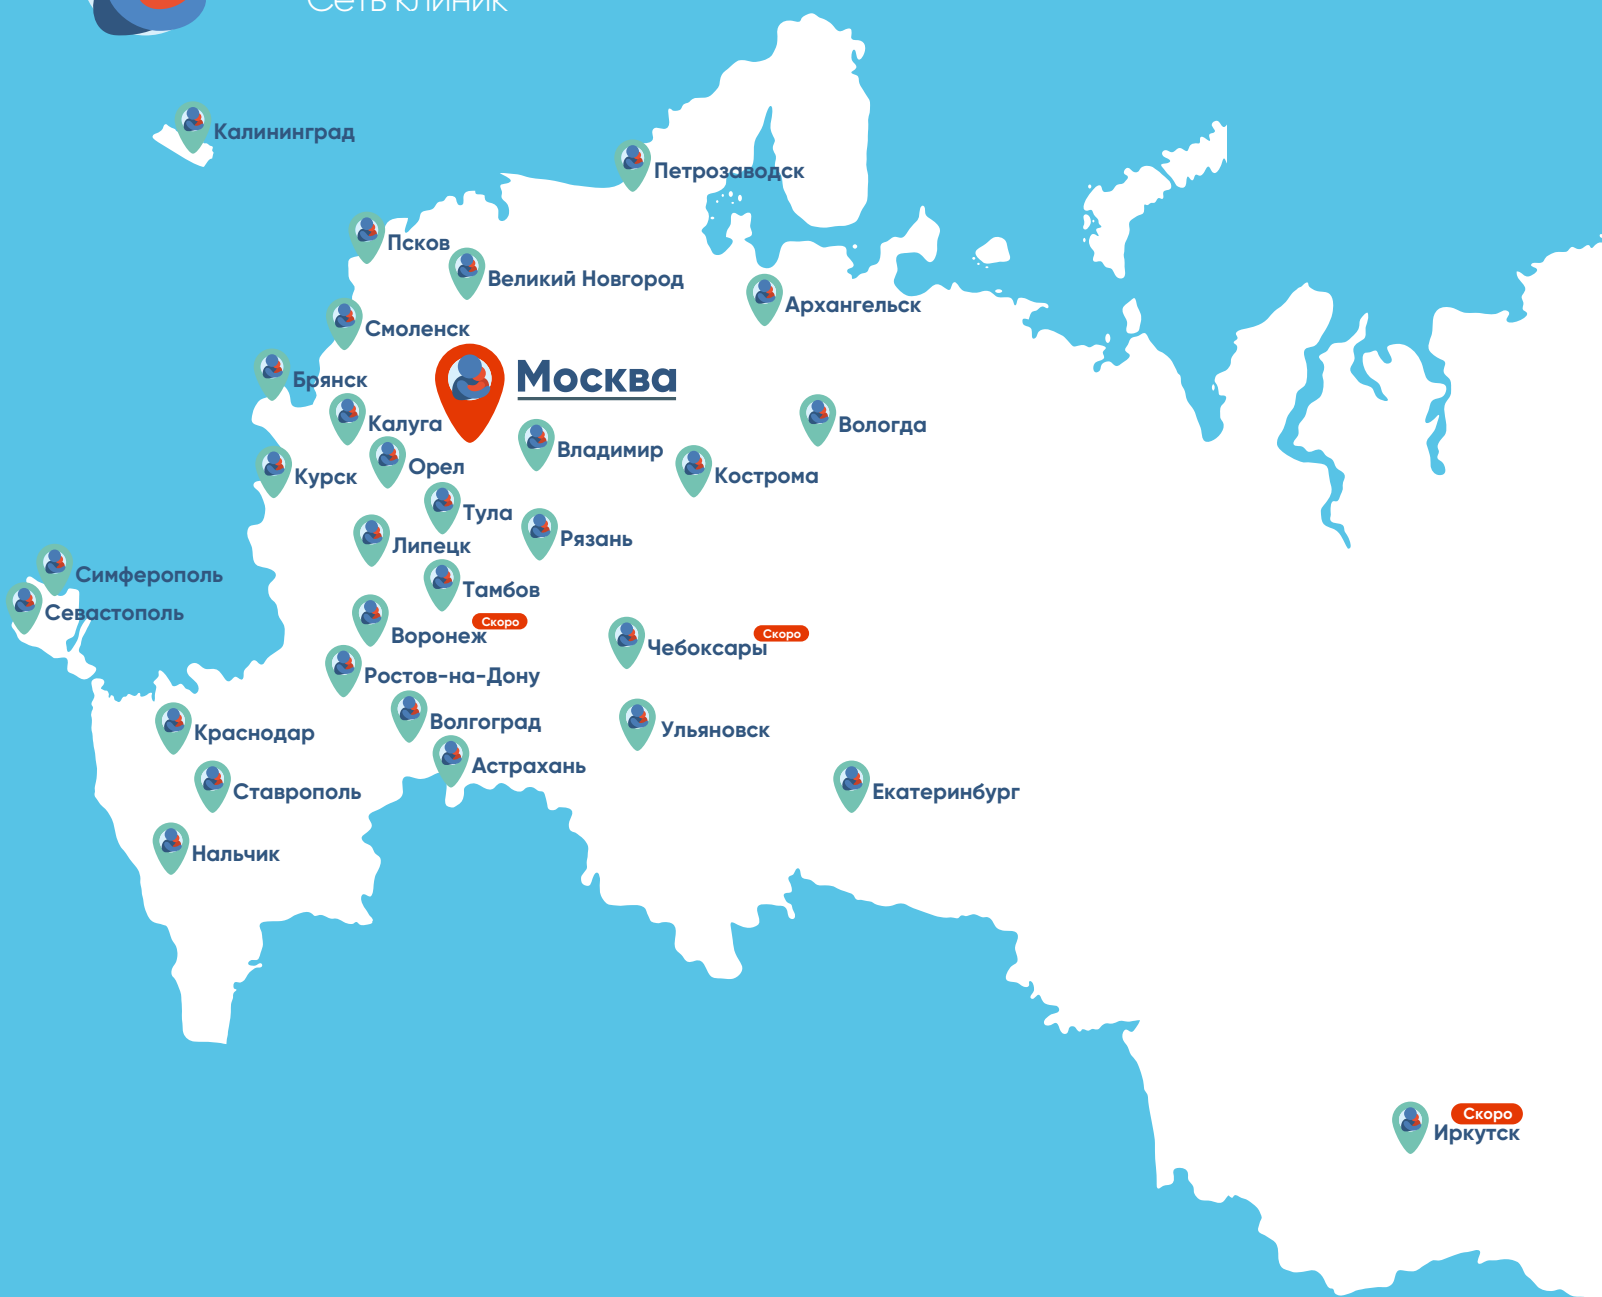 Сеть клиник
Калининград
Петрозаводск
Псков
Великий Новгород
Архангельск
Смоленск
Москва
Брянск
Калуга
Вологда
Владимир
Орел
Курск
Кострома
Тула
Рязань
Липецк
Симферополь
Тамбов
Севастополь
Скоро
Воронеж
Скоро
Чебоксары
Ростов-на-Дону
Волгоград
Ульяновск
Краснодар
Астрахань
Ставрополь
Екатеринбург
Нальчик
Скоро
Иркутск